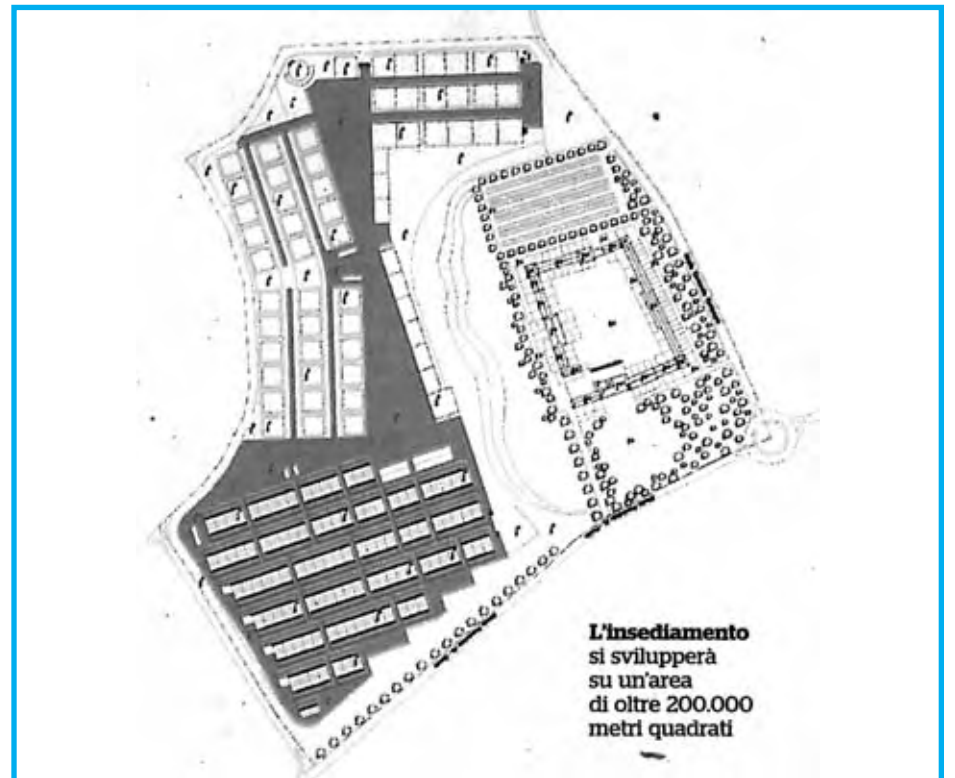 L'insediamento
si svilupperà
su un'area
di oltre 200.000
metri quadrati